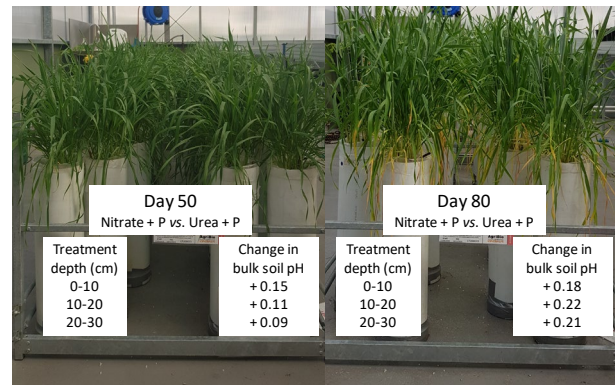 Day 50
Nitrate + P vs. Urea + P
Treatment
depth (cm)
0-10
10-20
20-30
Change in
bulk soil pH
+ 0.15
+ 0.11
+ 0.09
Day 80
Nitrate + P vs. Urea + P
Treatment
depth (cm)
0-10
10-20
20-30
Change in
bulk soil pH
+ 0.18
+ 0.22
+ 0.21